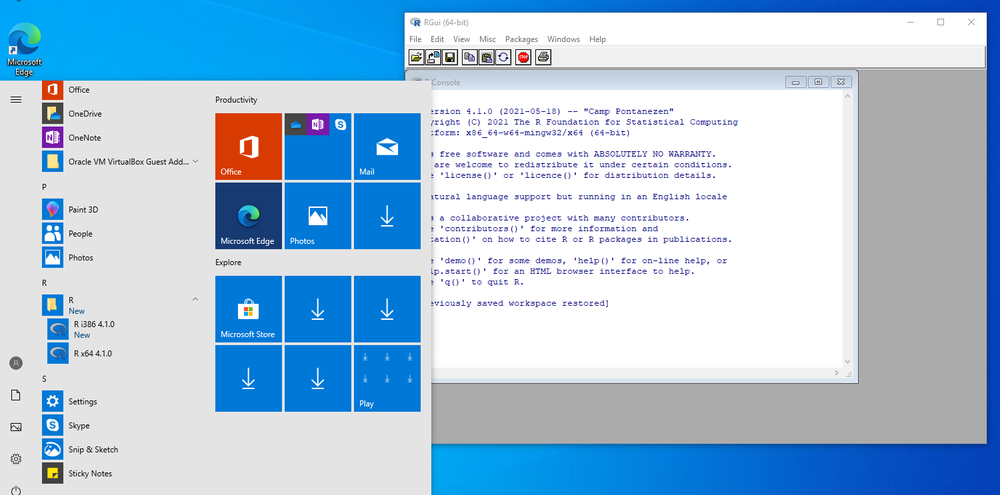 Microsoft
Edge
Office
OneDrive
OneNote
Oracle VM VirtualBox Guest Add...
P
Paint 3D
People
Photos
R
R
New
R i386 4.1.0
New
R x64 4.1.0
S
Settings
Skype
Snip & Sketch
Sticky Notes
Productivity
Office
Mail
Microsoft Edge
Photos
Explore
Microsoft Store
Play
RGui (64-bit)
File Edit View Misc Packages Windows Help
STOP
Console
ersion 4.1.0 (2021-05-18) -- "Camp Pontanezen"
yright (C) 2021 The R Foundation for Statistical Computing
tform: x86_64-w64-mingw32/x64 (64-bit)
s free software and comes with ABSOLUTELY NO WARRANTY.
are welcome to redistribute it under certain conditions.
e 'license()' or 'licence()' for distribution details.
atural language support but running in an English locale
s a collaborative project with many contributors.
e 'contributors()' for more information and
tation()' on how to cite R or R packages in publications.
e 'demo()' for some demos, 'help()' for on-line help, or
lp.start()' for an HTML browser interface to help.
e 'q()' to quit R.
eviously saved workspace restored]